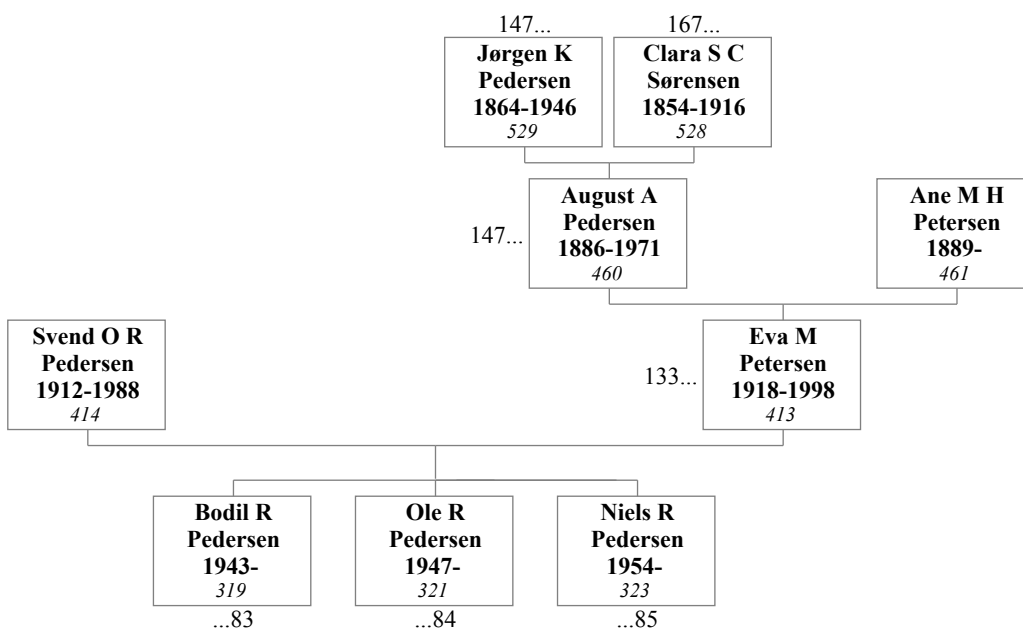 147...
Jørgen K
Pedersen
1864-1946
529
167...
Clara S C
Sørensen
1854-1916
528
147...
August A
Pedersen
1886-1971
460
Ane M H
Petersen
1889-
461
Svend O R
Pedersen
1912-1988
414
133...
Eva M
Petersen
1918-1998
413
Bodil R
Pedersen
1943-
319
...83
Ole R
Pedersen
1947-
321
...84
Niels R
Pedersen
1954-
323
...85